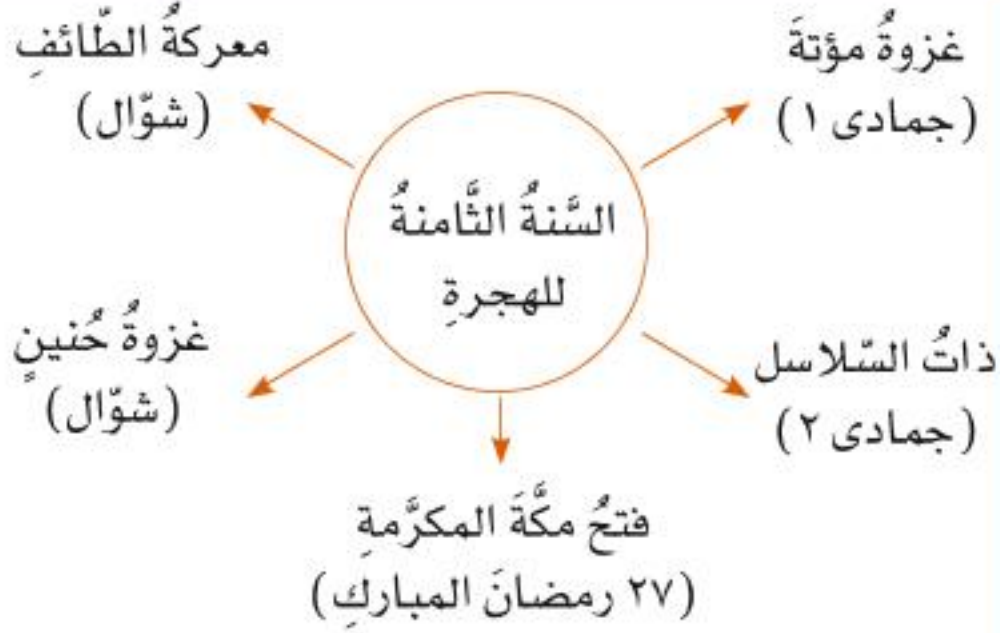 السَّنةُ الثَّامنةُ
للهجرةِ
غزوةُ مؤتةَ
(جمادى ١)
ذاتُ السّلاسل
(جمادى ٢)
فتحُ مكَّةَ المكرَّمةِ
(٢٧ رمضانَ المباركِ)
غزوةُ حُنينٍ
(شوّال)
معركةُ الطّائفِ
(شوّال)